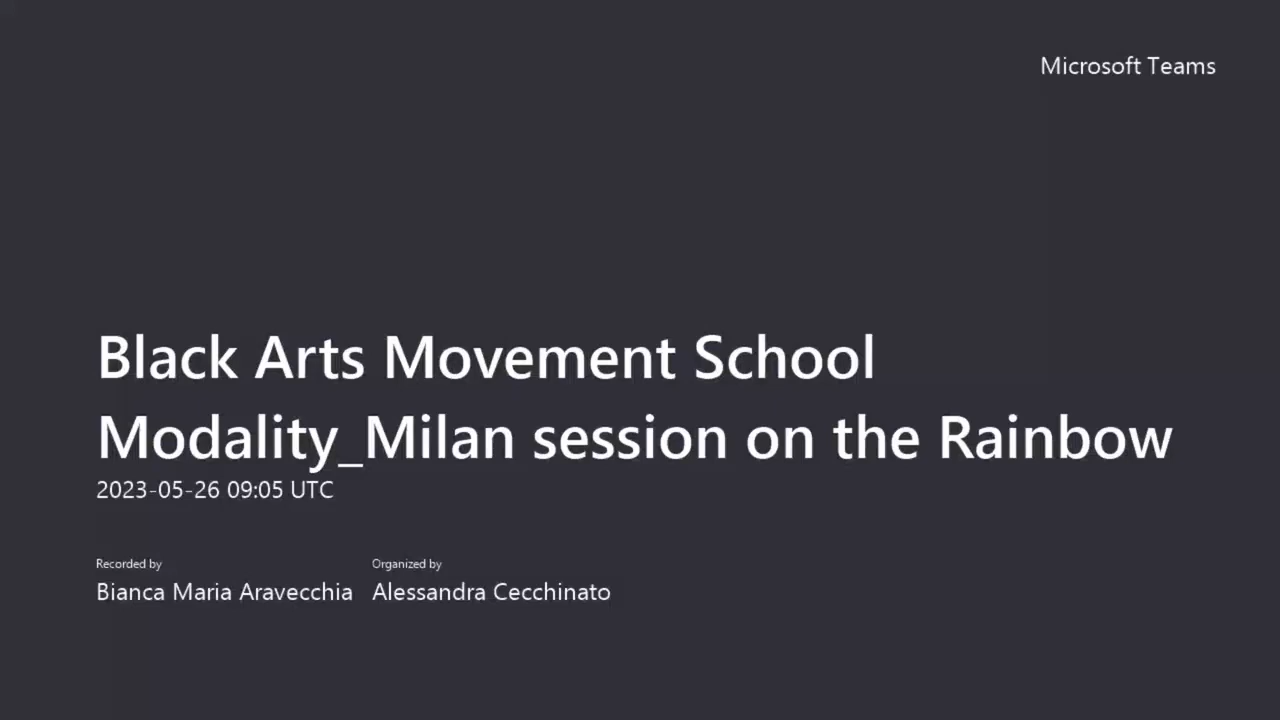 Microsoft Teams
Black Arts Movement School
Modality_Milan session on the Rainbow
2023-05-26 09:05 UTC
Recorded by
Bianca Maria Aravecchia
Organized by
Alessandra Cecchinato